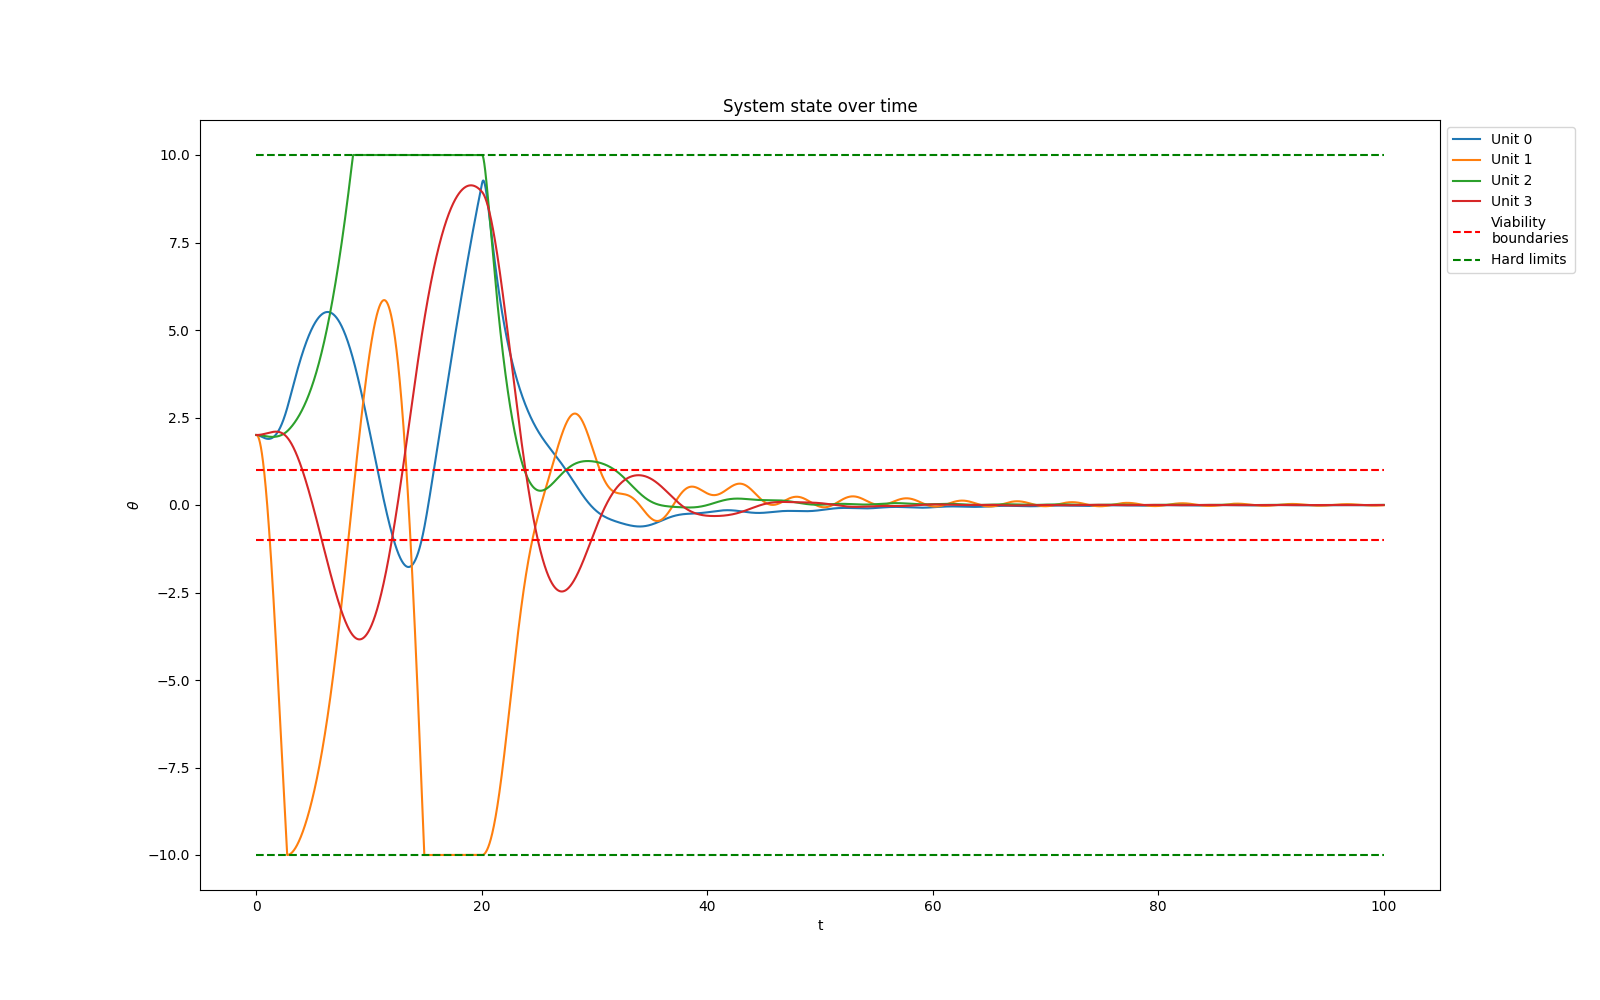 System state over time
10.0
7.5
5.0
2.5
0.0
−2.5
−5.0
−7.5
−10.0
θ
0
20
40
60
80
100
t
Unit 0
Unit 1
Unit 2
Unit 3
Viability
boundaries
Hard limits